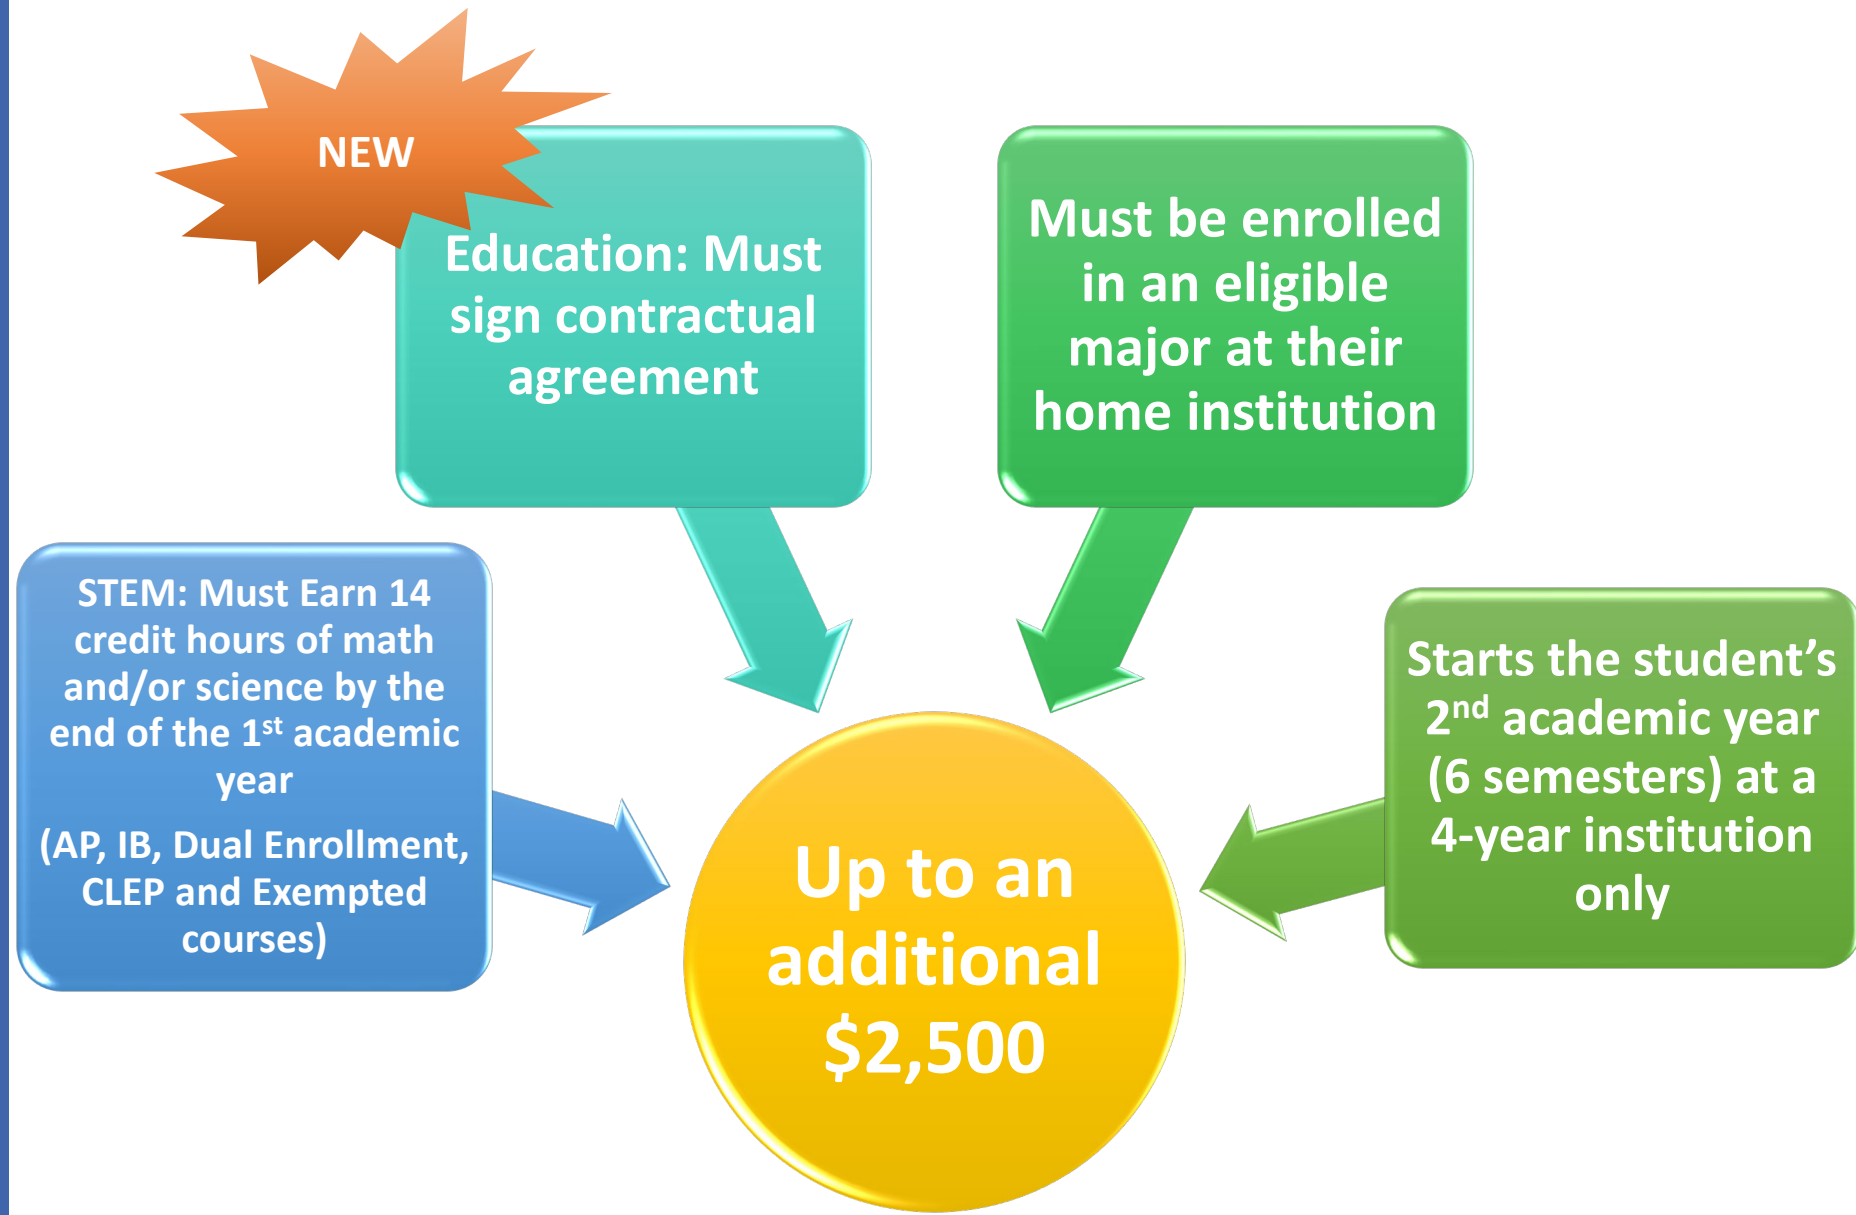 NEW
Education: Must
sign contractual
agreement
Must be enrolled
in an eligible
major at their
home institution
STEM: Must Earn 14
credit hours of math
and/or science by the
end of the 1st academic
year
(AP, IB, Dual Enrollment,
CLEP and Exempted
courses)
Starts the student’s
2nd academic year
(6 semesters) at a
4-year institution
only
Up to an
additional
$2,500